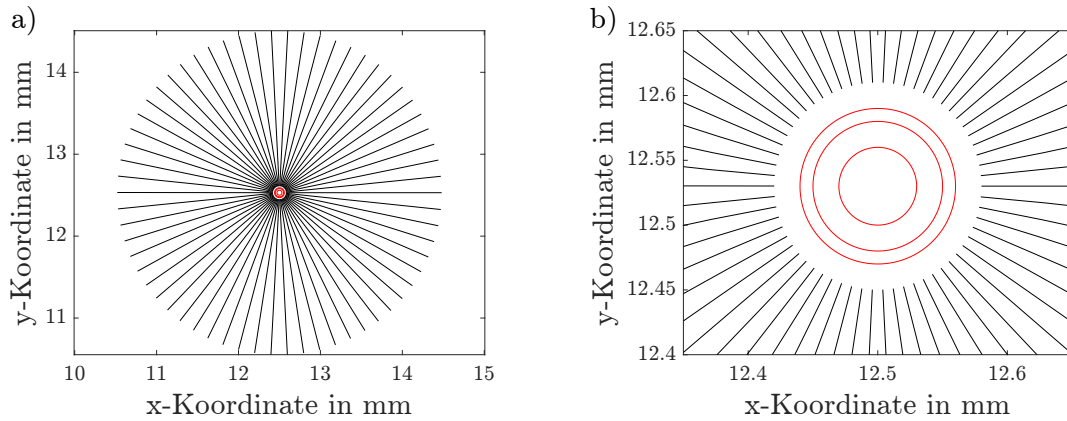 a)
14
13
12
11
10 11 12 13 14 15
x-Koordinate in mm
y-Koordinate in mm
b)
12.65
12.6
12.55
12.5
12.45
12.4
12.4 12.5 12.6
x-Koordinate in mm
y-Koordinate in mm